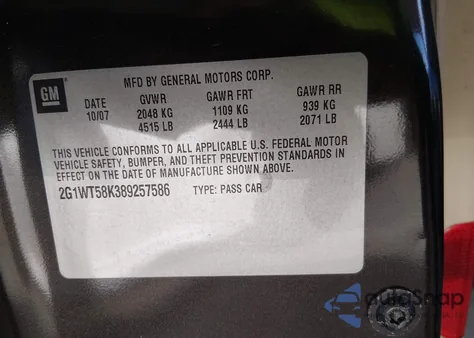 GM
MFD BY GENERAL MOTORS CORP.
DATE GVWR GAWR FRT GAWR RR
10/07 2048 KG 1109 KG 939 KG
4515 LB 2444 LB 2071 LB
THIS VEHICLE CONFORMS TO ALL APPLICABLE U.S. FEDERAL MOTOR
VEHICLE SAFETY, BUMPER, AND THEFT PREVENTION STANDARDS IN
EFFECT ON THE DATE OF MANUFACTURE SHOWN ABOVE.
2G1WT58K389257586 TYPE: PASS CAR
autoSnap